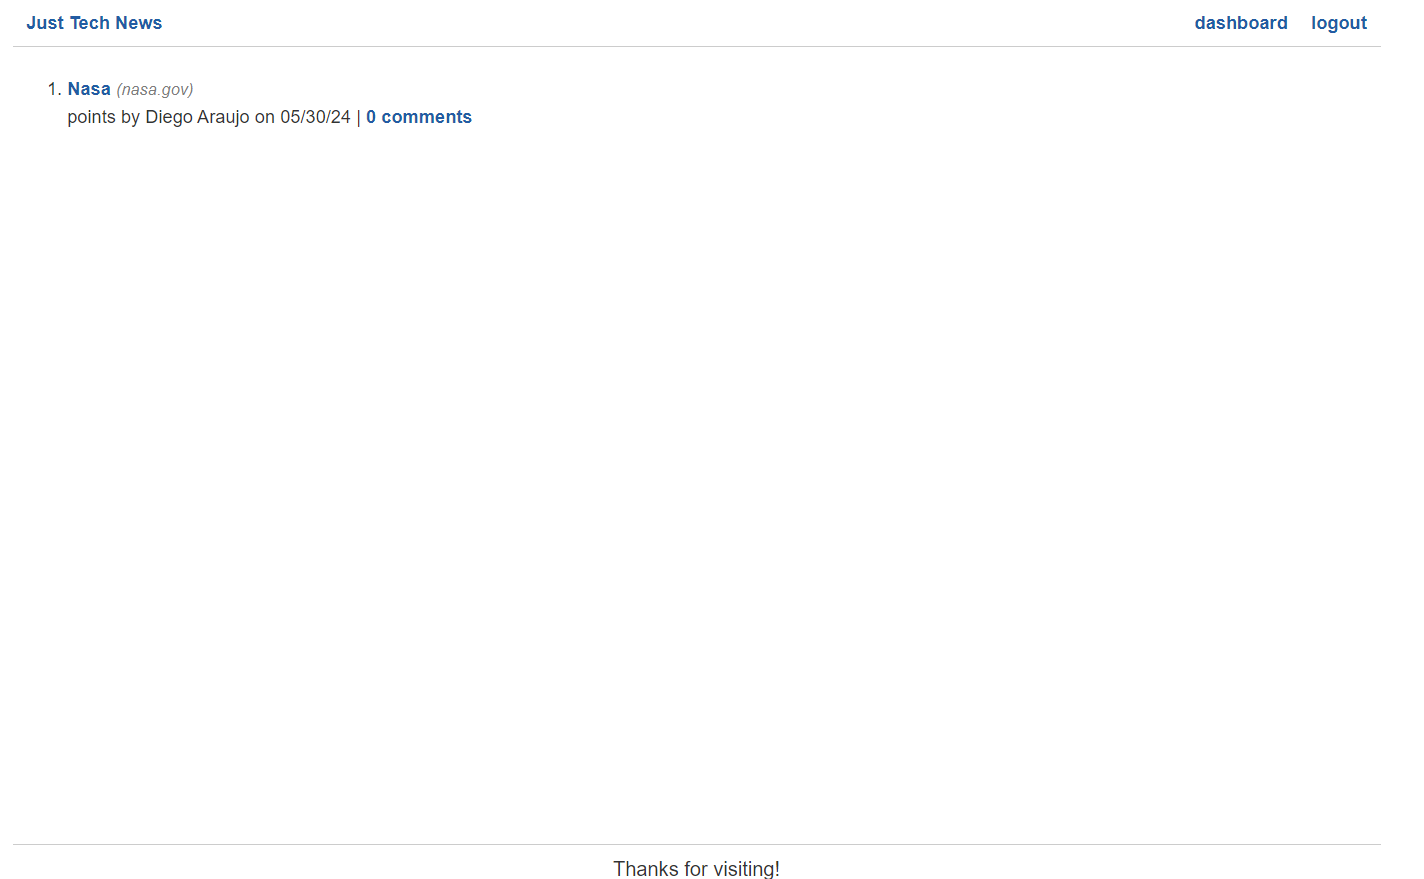 Just Tech News dashboard logout
1. Nasa (nasa.gov)
points by Diego Araujo on 05/30/24 | 0 comments
Thanks for visiting!